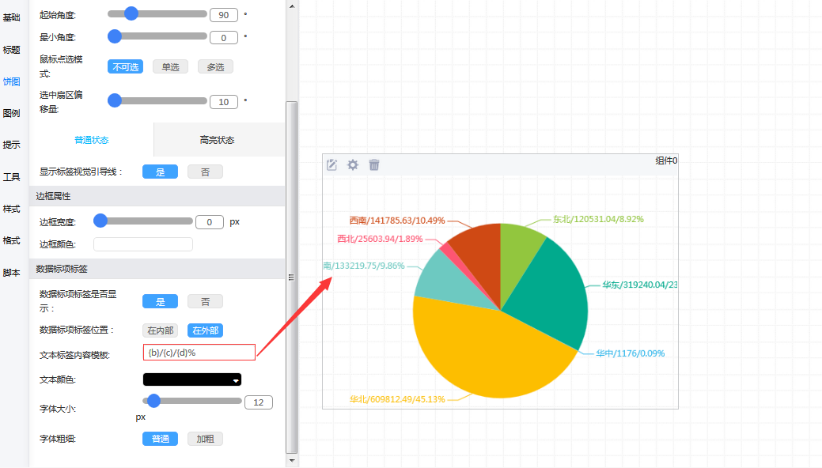 基础
标题
饼图
图例
提示
工具
样式
格式
脚本
起始角度: 90 °
最小角度: 0 °
鼠标点选模式: 不可选 单选 多选
选中扇区偏移量: 10 °
普通状态 高亮状态
显示标签视觉引导线： 是 否
边框属性
边框宽度: 0 px
边框颜色:
数据标项标签
数据标项标签是否显示： 是 否
数据标项标签位置： 在内部 在外部
文本标签内容模板: {b}/{c}/{d}%
文本颜色:
字体大小: 12
px
字体粗细: 普通 加粗
组件0
西南/141785.63/10.49%
东北/120531.04/8.92%
西北/25603.94/1.89%
南/133219.75/9.86%
华东/319240.04/23
华中/1176/0.09%
华北/609812.49/45.13%